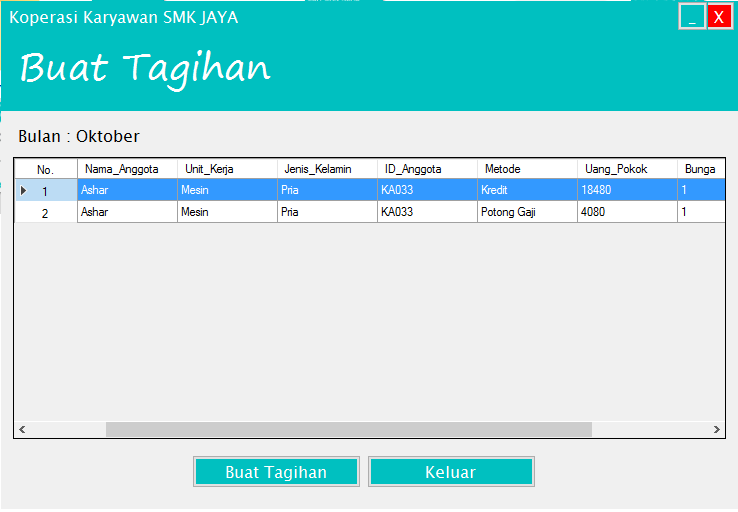 Koperasi Karyawan SMK JAYA _ X
Buat Tagihan
Bulan : Oktober
No. Nama_Anggota Unit_Kerja Jenis_Kelamin ID_Anggota Metode Uang_Pokok Bunga
1 Ashar Mesin Pria KA033 Kredit 18480 1
2 Ashar Mesin Pria KA033 Potong Gaji 4080 1
Buat Tagihan Keluar